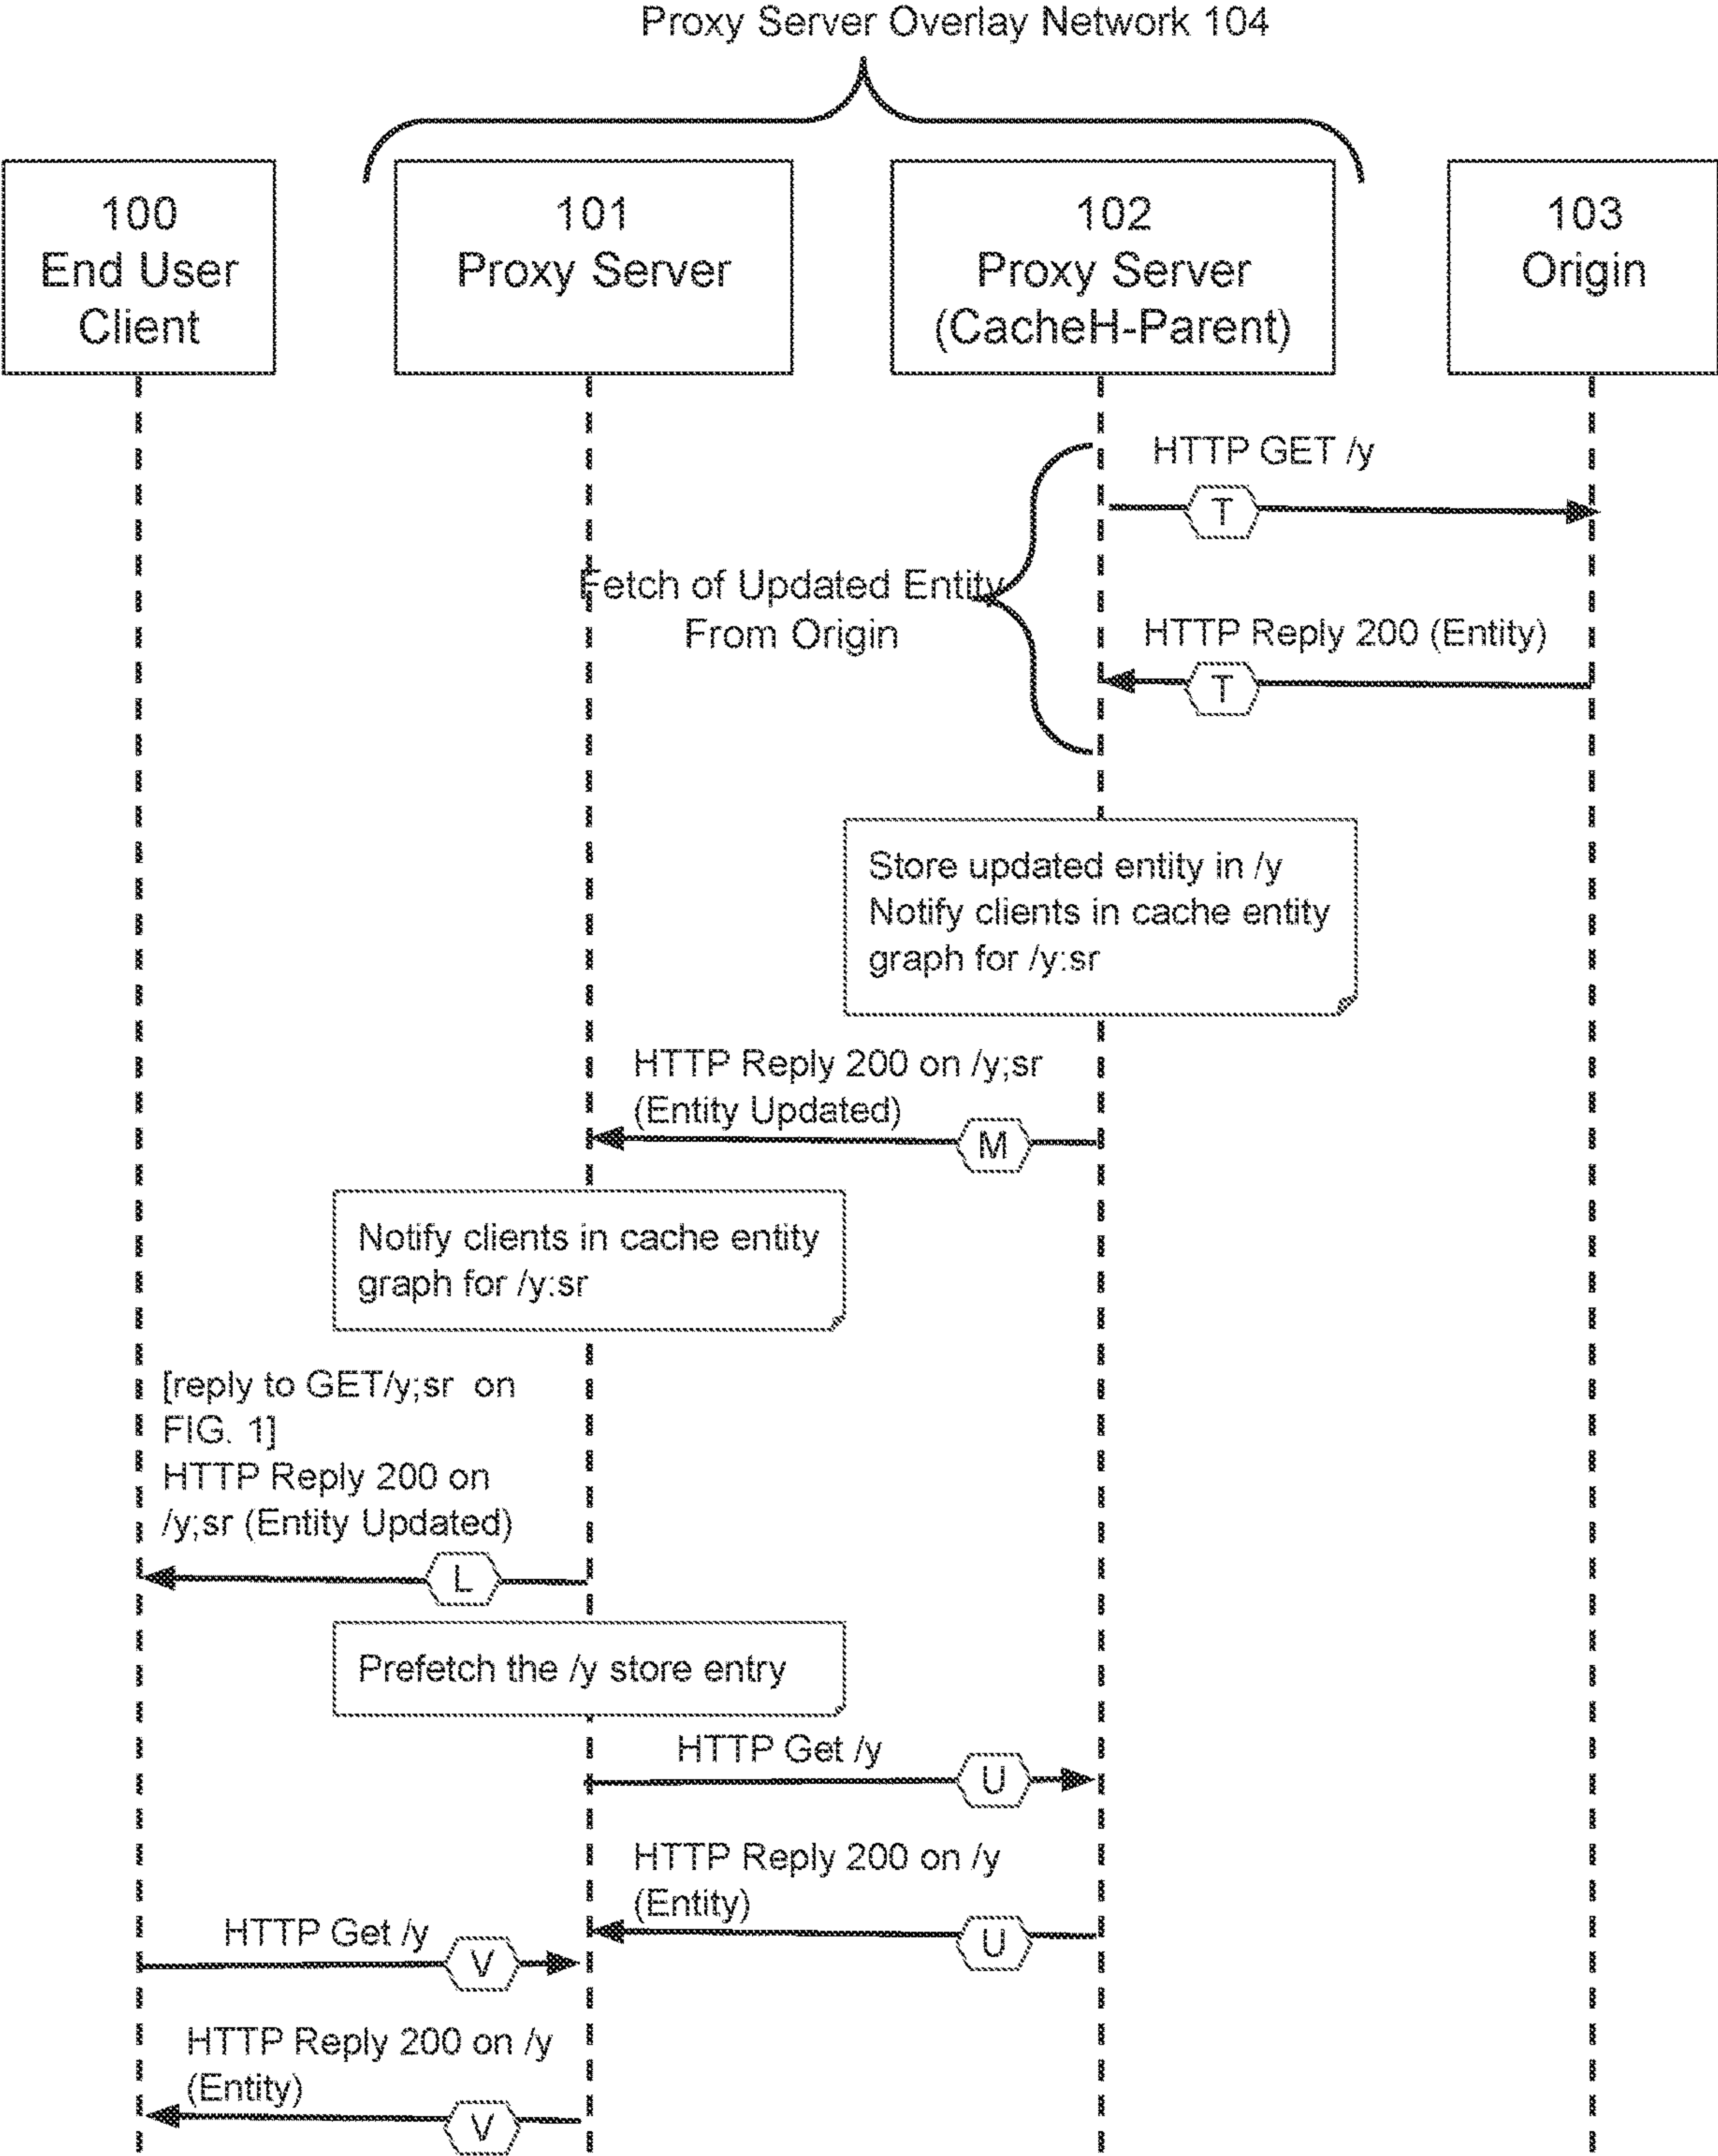 Proxy Server Overlay Network 104
100
End User
Client
101
Proxy Server
102
Proxy Server
(CacheH-Parent)
103
Origin
HTTP GET /y
T
Fetch of Updated Entity
From Origin
HTTP Reply 200 (Entity)
T
Store updated entity in /y
Notify clients in cache entity
graph for /y:sr
HTTP Reply 200 on /y;sr
(Entity Updated)
M
Notify clients in cache entity
graph for /y:sr
[reply to GET/y;sr on
FIG. 1]
HTTP Reply 200 on
/y;sr (Entity Updated)
L
Prefetch the /y store entry
HTTP Get /y
U
HTTP Reply 200 on /y
(Entity)
U
HTTP Get /y
V
HTTP Reply 200 on /y
(Entity)
V